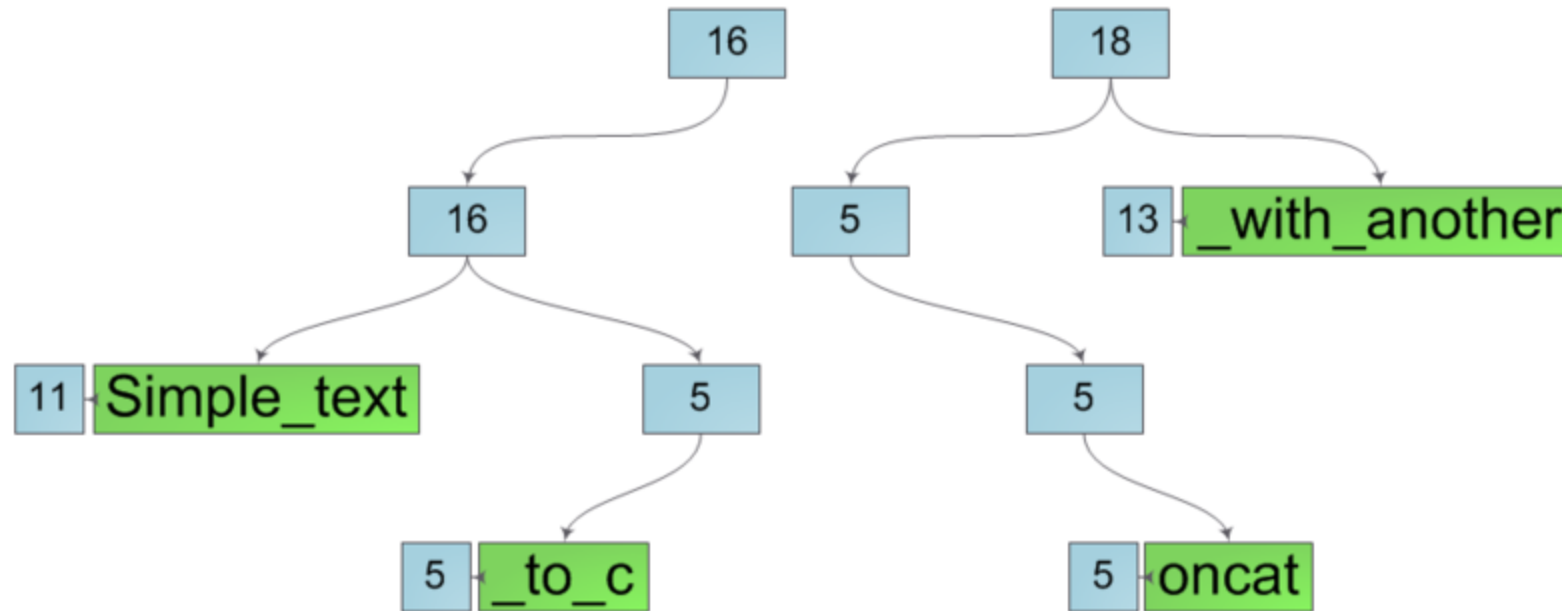 16 18
16 5 13 _with_another
11 Simple_text 5 5
5 _to_c 5 oncat